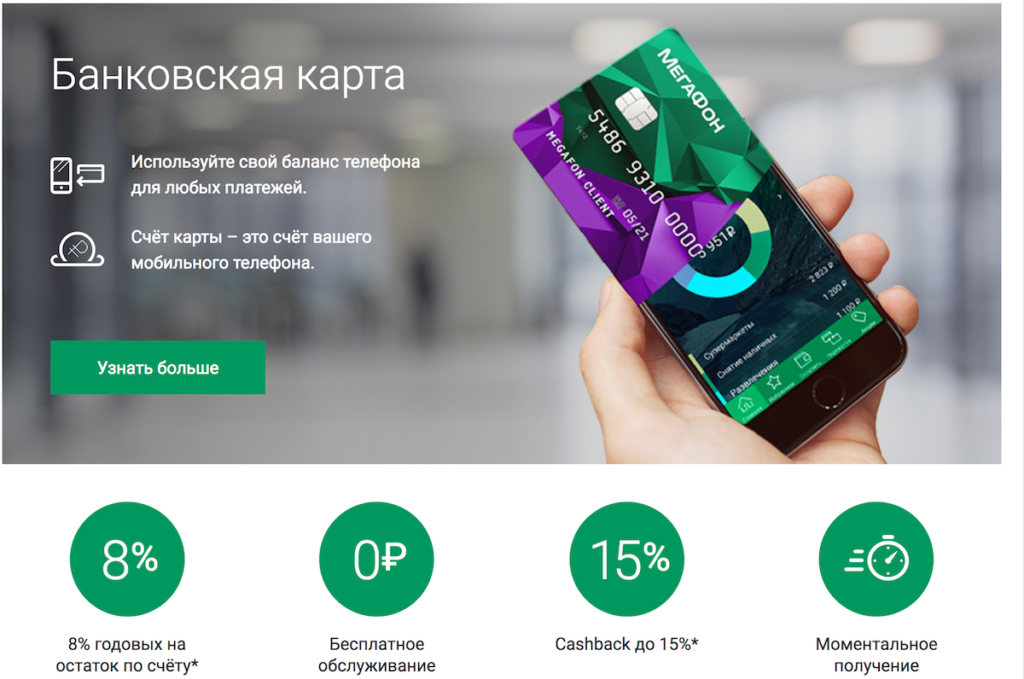 Банковская карта
Используйте свой баланс телефона
для любых платежей.
Счёт карты – это счёт вашего
мобильного телефона.
Узнать больше
МЕГАФОН
5486 9310 0000
05/21
MEGAFON CLIENT
951₽
2 823 ₽
Супермаркеты
1 200 ₽
Снятие наличных
1 100 ₽
Развлечения
8%
0₽
15%
8% годовых на
остаток по счёту*
Бесплатное
обслуживание
Cashback до 15%*
Моментальное
получение